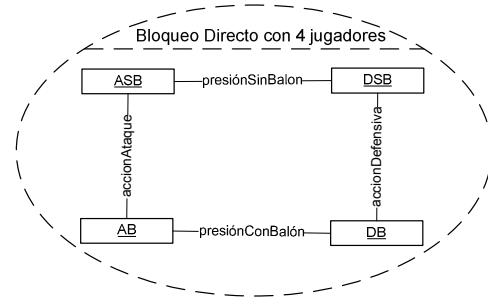 Bloqueo Directo con 4 jugadores
ASB
presiónSinBalon
DSB
accionAtaque
accionDefensiva
AB
presiónConBalón
DB